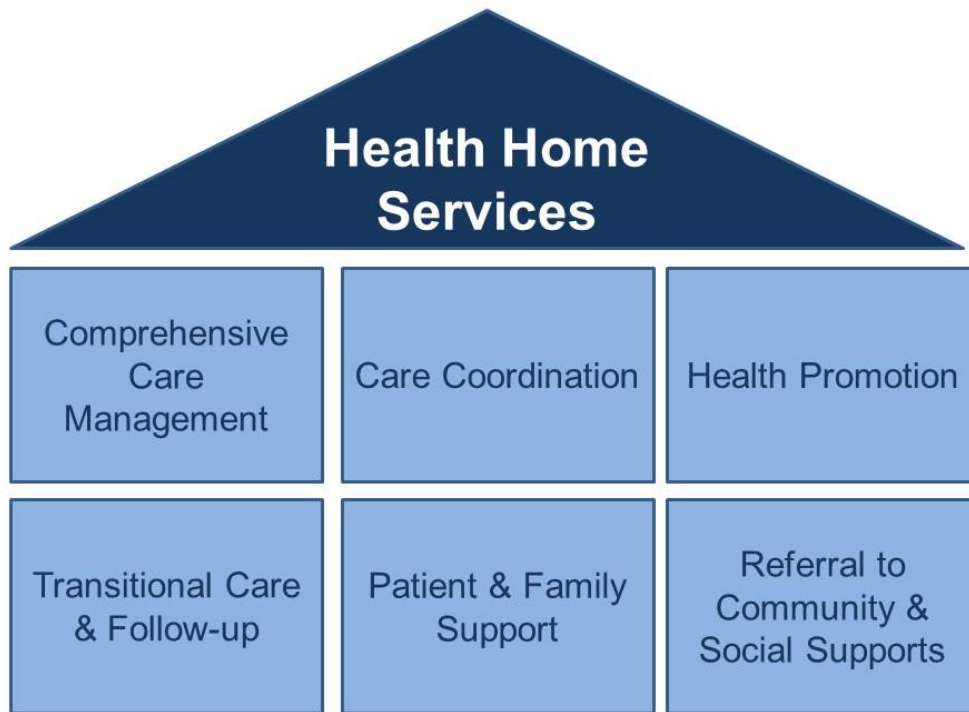 Health Home
Services
Comprehensive
Care
Management
Care Coordination
Health Promotion
Transitional Care
& Follow-up
Patient & Family
Support
Referral to
Community &
Social Supports